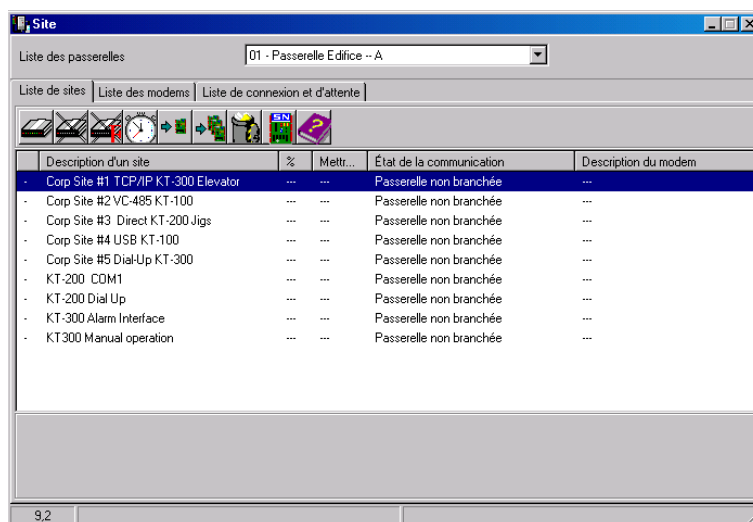 Site
Liste des passerelles 01 - Passerelle Edifice -- A
Liste de sites Liste des modems Liste de connexion et d'attente
SN
Description d'un site % Mettr... État de la communication Description du modem
- Corp Site #1 TCP/IP KT-300 Elevator --- --- Passerelle non branchée ---
- Corp Site #2 VC-485 KT-100 --- --- Passerelle non branchée ---
- Corp Site #3  Direct KT-200 Jigs --- --- Passerelle non branchée ---
- Corp Site #4 USB KT-100 --- --- Passerelle non branchée ---
- Corp Site #5 Dial-Up KT-300 --- --- Passerelle non branchée ---
- KT-200  COM1 --- --- Passerelle non branchée ---
- KT-200 Dial Up --- --- Passerelle non branchée ---
- KT-300 Alarm Interface --- --- Passerelle non branchée ---
- KT300 Manual operation --- --- Passerelle non branchée ---
9,2